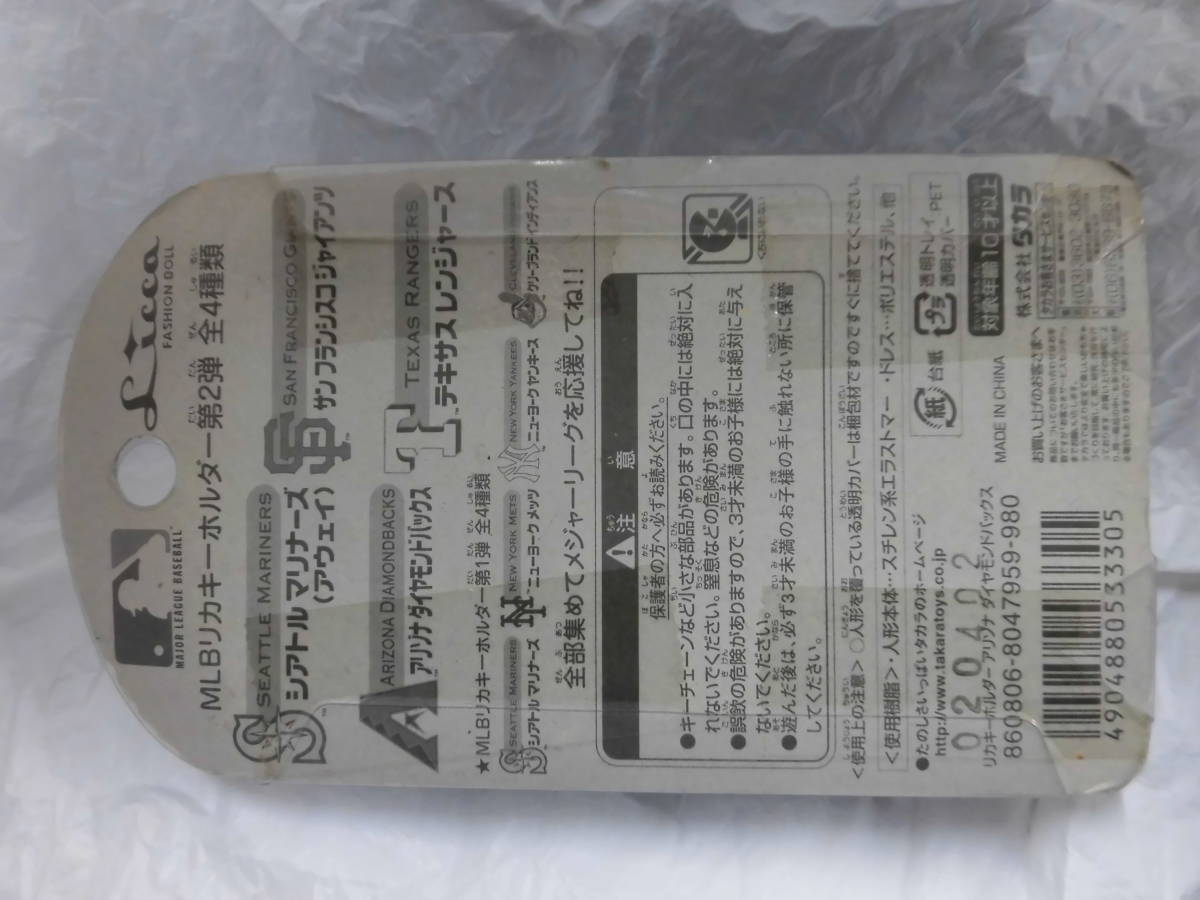 MAJOR LEAGUE BASEBALL
Licca
FASHION DOLL
MLBリカキーホルダー第2弾 全4種類
SEATTLE MARINERS
シアトル マリナーズ
(アウェイ)
SAN FRANCISCO
サンフランシスコ ジャイアンツ
ARIZONA DIAMONDBACKS
アリゾナ ダイヤモンドバックス
TEXAS RANGERS
テキサス レンジャース
★MLBリカキーホルダー第1弾 全4種類
SEATTLE MARINERS
シアトル マリナーズ
NEW YORK METS
ニューヨーク メッツ
NEW YORK YANKEES
ニューヨーク ヤンキース
CLEVELAND
クリーブランド インディアンズ
全部集めてメジャーリーグを応援してね!!
注意
保護者の方へ必ずお読みください。
●キーチェーンなど小さな部品があります。口の中には絶対に入
れないでください。窒息などの危険があります。
●誤飲の危険がありますので、3才未満のお子様には絶対に与え
ないでください。
●遊んだ後は、必ず3才未満のお子様の手に触れない所に保管
してください。
<使用上の注意>○人形を覆っている透明カバーは梱包材ですのですぐに捨ててください。
<使用樹脂>・人形本体…スチレン系エラストマー ・ドレス…ポリエステル、他
●たのしさいっぱいタカラのホームページ
http://www.takaratoys.co.jp
020402
リカキーホルダーアリゾナ ダイヤモンドバックス
860806-8047959-980
4904880533305
紙
台紙
プラ
透明トレイ
透明カバー PET
対象年齢10才以上
MADE IN CHINA
株式会社タカラ
お買い上げのお客さまへ